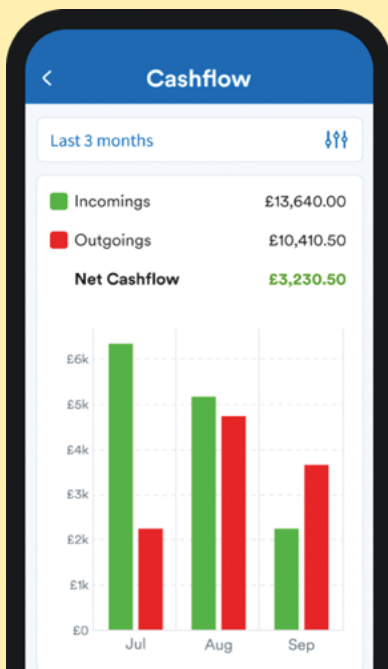 Cashflow
Last 3 months
Incomings £13,640.00
Outgoings £10,410.50
Net Cashflow £3,230.50
£6k
£5k
£4k
£3k
£2k
£1k
£0
Jul Aug Sep